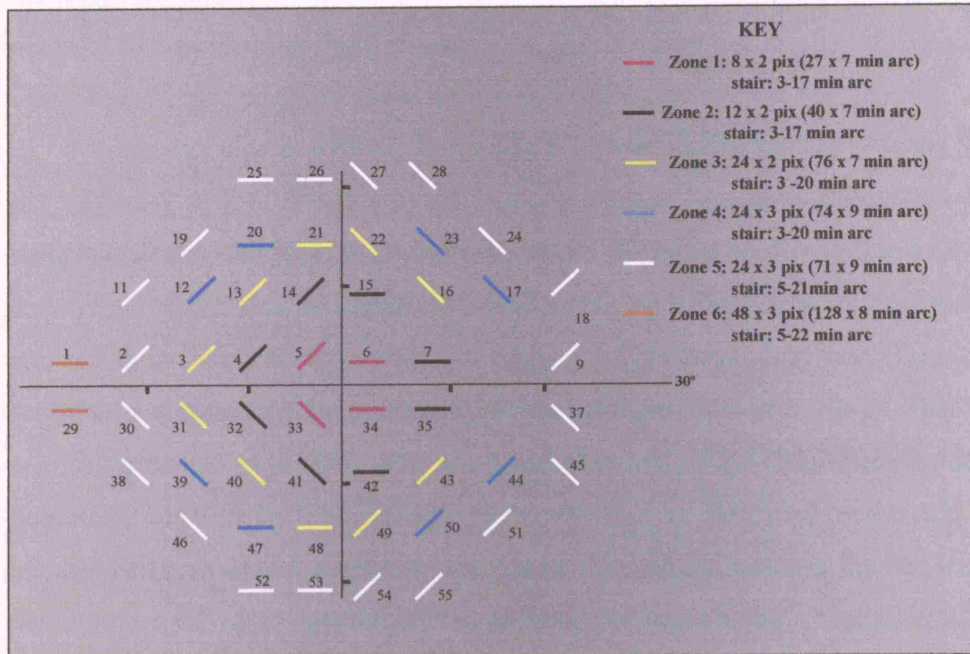 KEY
Zone 1: 8 x 2 pix (27 x 7 min arc)
stair: 3-17 min arc
Zone 2: 12 x 2 pix (40 x 7 min arc)
stair: 3-17 min arc
Zone 3: 24 x 2 pix (76 x 7 min arc)
stair: 3 -20 min arc
Zone 4: 24 x 3 pix (74 x 9 min arc)
stair: 3-20 min arc
Zone 5: 24 x 3 pix (71 x 9 min arc)
stair: 5-21min arc
Zone 6: 48 x 3 pix (128 x 8 min arc)
stair: 5-22 min arc
25 26 27 28
19 20 21 22 23 24
11 12 13 14 15 16 17 18
1 2 3 4 5 6 7 9
30º
29 30 31 32 33 34 35 37
38 39 40 41 42 43 44 45
46 47 48 49 50 51
52 53 54 55